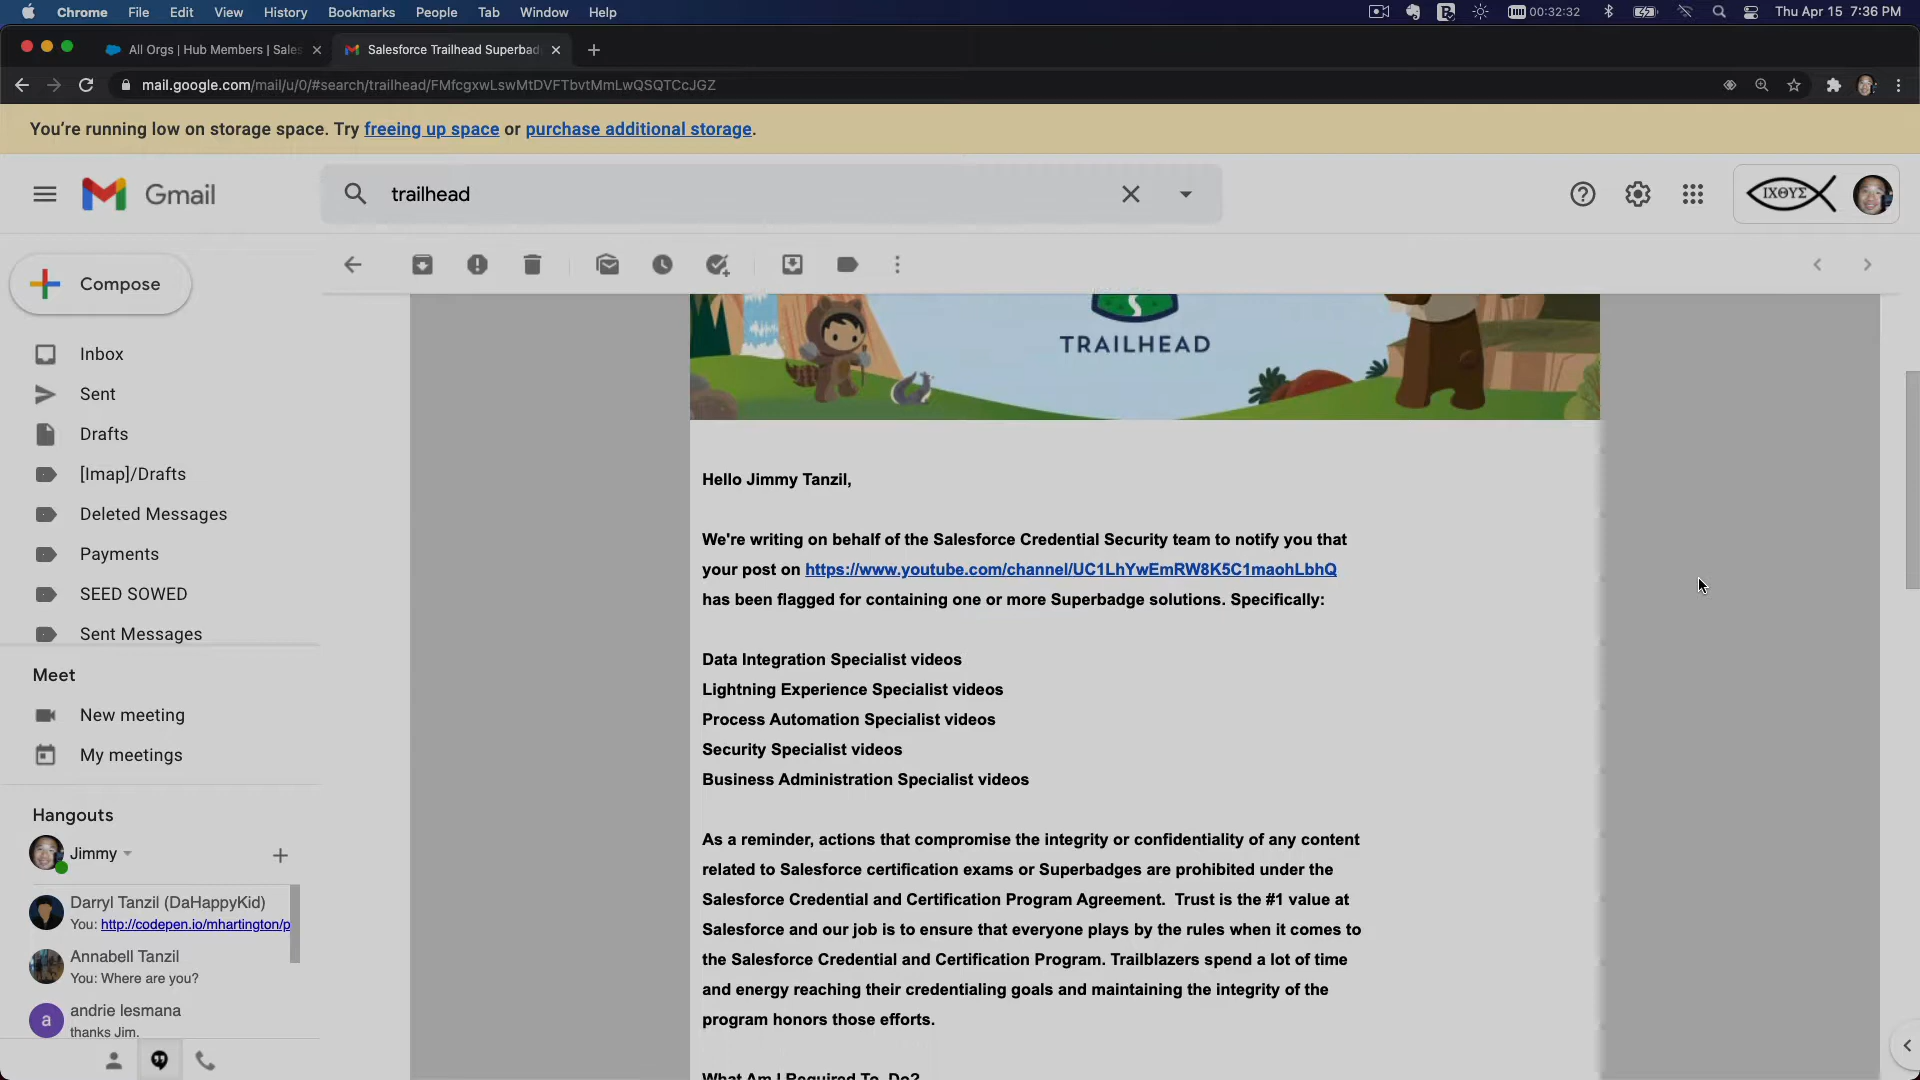 Chrome File Edit View History Bookmarks People Tab Window Help 00:32:32 Thu Apr 15 7:36 PM
All Orgs | Hub Members | Sales Salesforce Trailhead Superbad
mail.google.com/mail/u/0/#search/trailhead/FMfcgxwLswMtDVFTbvtMmLwQSQTCcJGZ
You're running low on storage space. Try freeing up space or purchase additional storage.
Gmail trailhead ΙΧΘΥΣ
Compose
Inbox
Sent
Drafts
[Imap]/Drafts
Deleted Messages
Payments
SEED SOWED
Sent Messages
Meet
New meeting
My meetings
Hangouts
Jimmy
Darryl Tanzil (DaHappyKid)
You: http://codepen.io/mhartington/p
Annabell Tanzil
You: Where are you?
a
andrie lesmana
thanks Jim.
TRAILHEAD
Hello Jimmy Tanzil,
We're writing on behalf of the Salesforce Credential Security team to notify you that
your post on https://www.youtube.com/channel/UC1LhYwEmRW8K5C1maohLbhQ
has been flagged for containing one or more Superbadge solutions. Specifically:
Data Integration Specialist videos
Lightning Experience Specialist videos
Process Automation Specialist videos
Security Specialist videos
Business Administration Specialist videos
As a reminder, actions that compromise the integrity or confidentiality of any content
related to Salesforce certification exams or Superbadges are prohibited under the
Salesforce Credential and Certification Program Agreement. Trust is the #1 value at
Salesforce and our job is to ensure that everyone plays by the rules when it comes to
the Salesforce Credential and Certification Program. Trailblazers spend a lot of time
and energy reaching their credentialing goals and maintaining the integrity of the
program honors those efforts.
What Am I Required To Do?